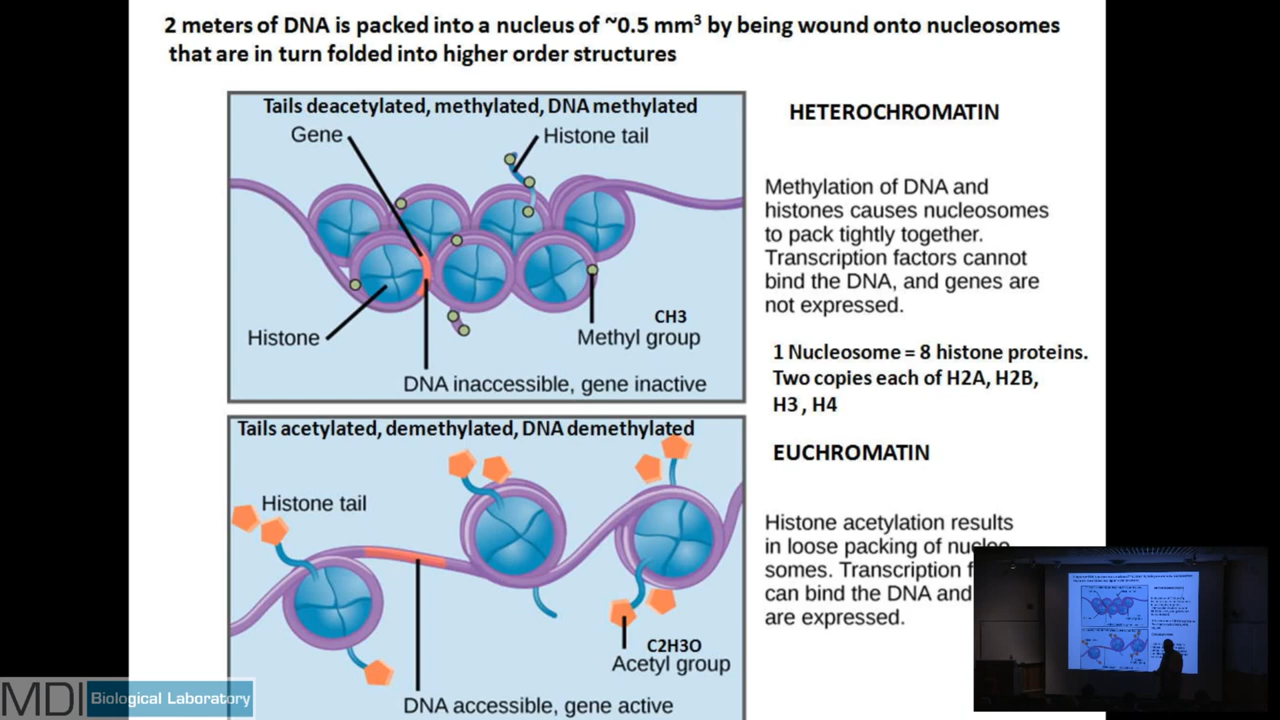 2 meters of DNA is packed into a nucleus of ~0.5 mm³ by being wound onto nucleosomes
that are in turn folded into higher order structures
Tails deacetylated, methylated, DNA methylated
Gene
Histone tail
Histone
CH3
Methyl group
DNA inaccessible, gene inactive
HETEROCHROMATIN
Methylation of DNA and
histones causes nucleosomes
to pack tightly together.
Transcription factors cannot
bind the DNA, and genes are
not expressed.
1 Nucleosome = 8 histone proteins.
Two copies each of H2A, H2B,
H3 , H4
Tails acetylated, demethylated, DNA demethylated
Histone tail
C2H3O
Acetyl group
DNA accessible, gene active
EUCHROMATIN
Histone acetylation results
in loose packing of nucleo-
somes. Transcription f
can bind the DNA and
are expressed.
MDI Biological Laboratory